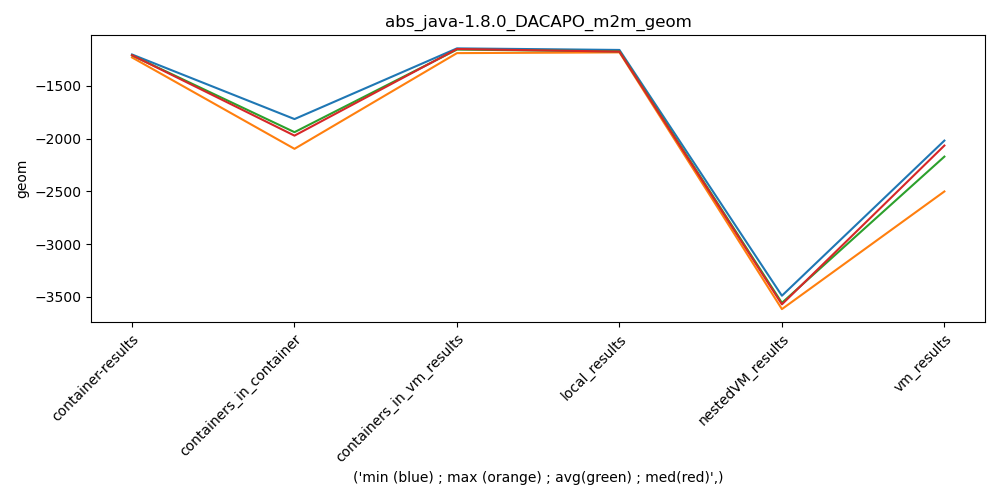 abs_java-1.8.0_DACAPO_m2m_geom
geom
−1500
−2000
−2500
−3000
−3500
container-results
containers_in_container
containers_in_vm_results
local_results
nestedVM_results
vm_results
('min (blue) ; max (orange) ; avg(green) ; med(red)',)